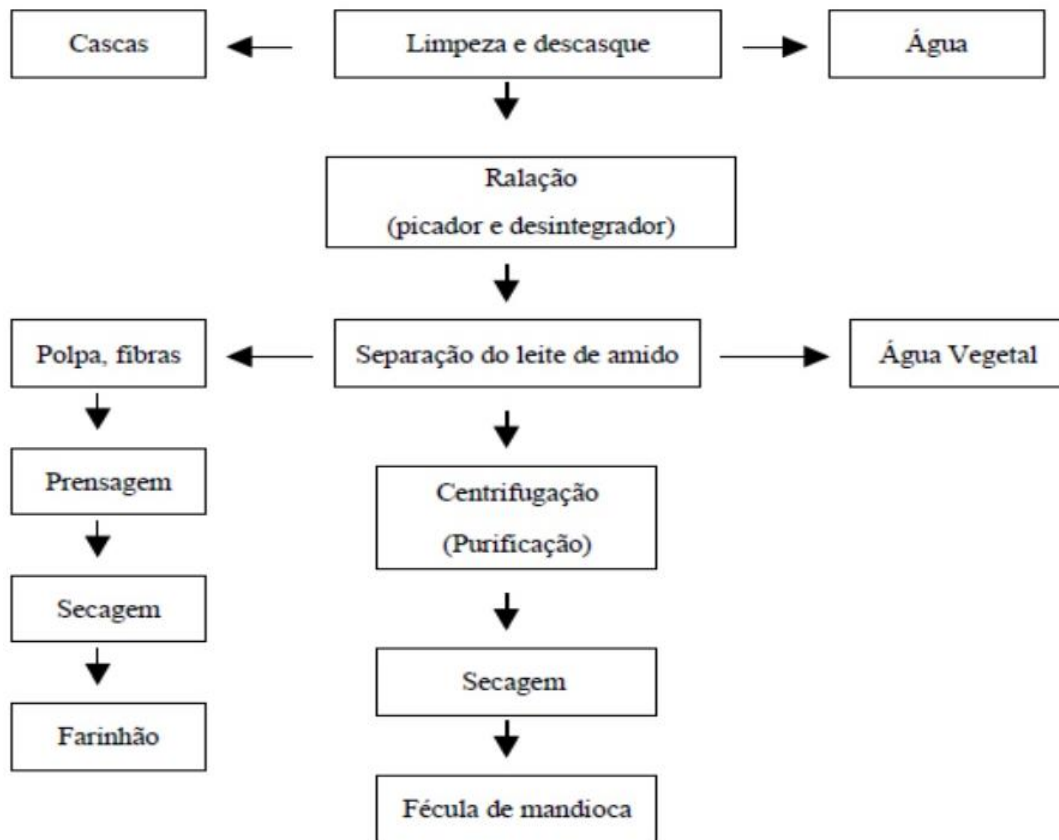 Cascas
Limpeza e descasque
Água
Ralação
(picador e desintegrador)
Polpa, fibras
Separação do leite de amido
Água Vegetal
Prensagem
Centrifugação
(Purificação)
Secagem
Secagem
Farinhão
Fécula de mandioca